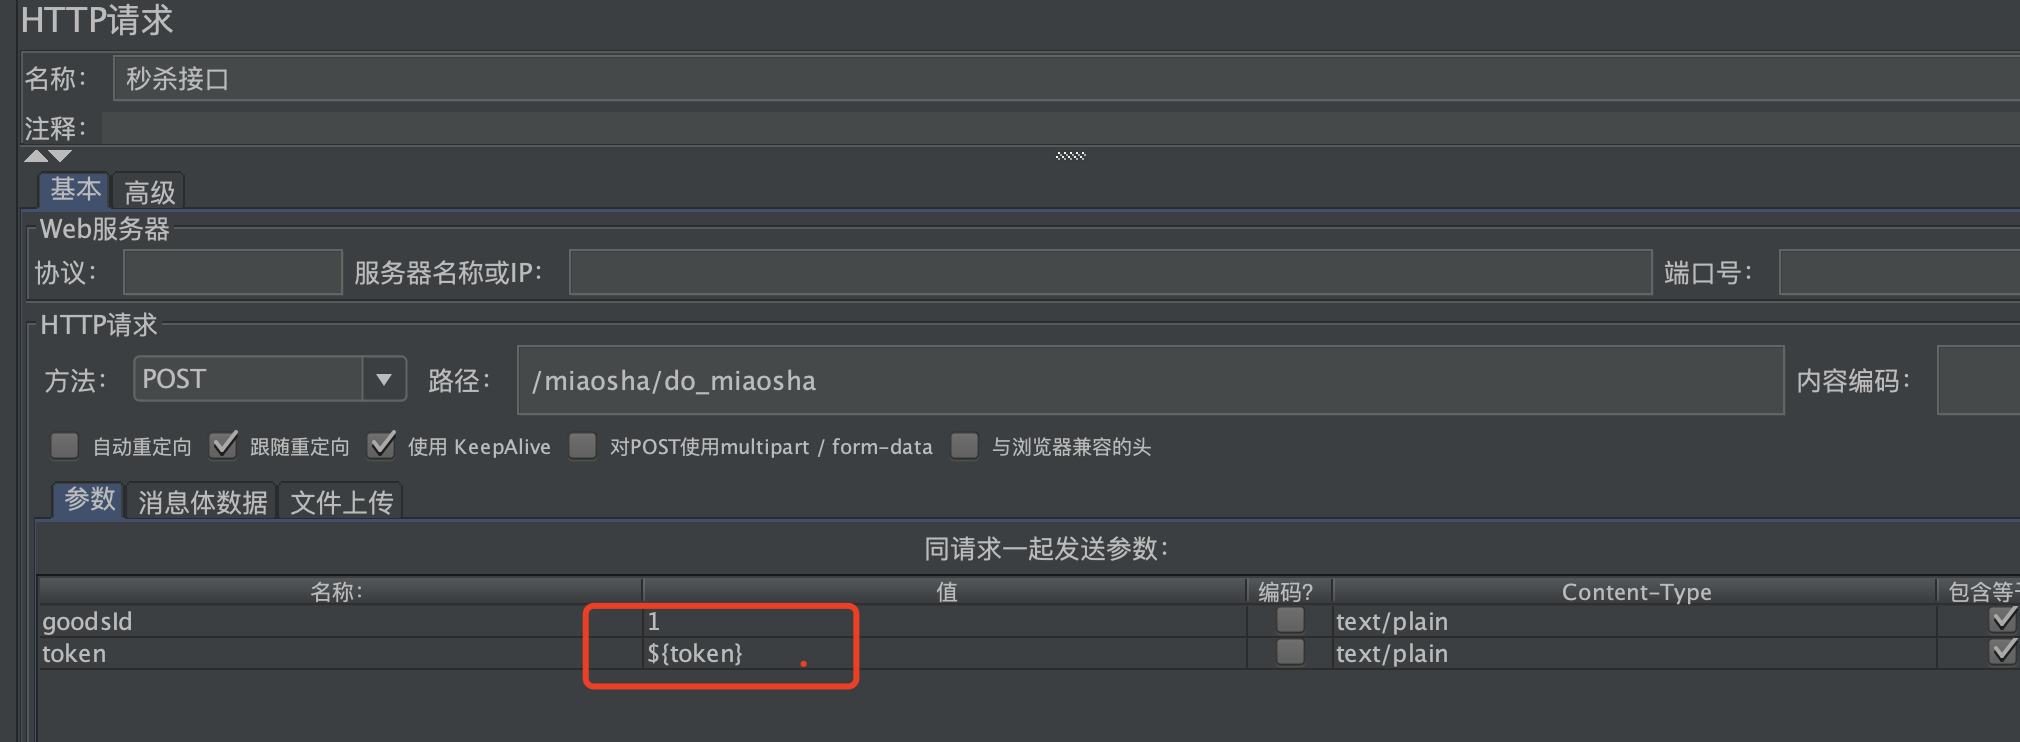 HTTP请求
名称： 秒杀接口
注释：
基本 高级
Web服务器
协议： 服务器名称或IP： 端口号：
HTTP请求
方法： POST 路径： /miaosha/do_miaosha 内容编码：
自动重定向 跟随重定向 使用 KeepAlive 对POST使用multipart / form-data 与浏览器兼容的头
参数 消息体数据 文件上传
同请求一起发送参数：
名称： 值 编码? Content-Type 包含等
goodsId 1 text/plain
token ${token} text/plain